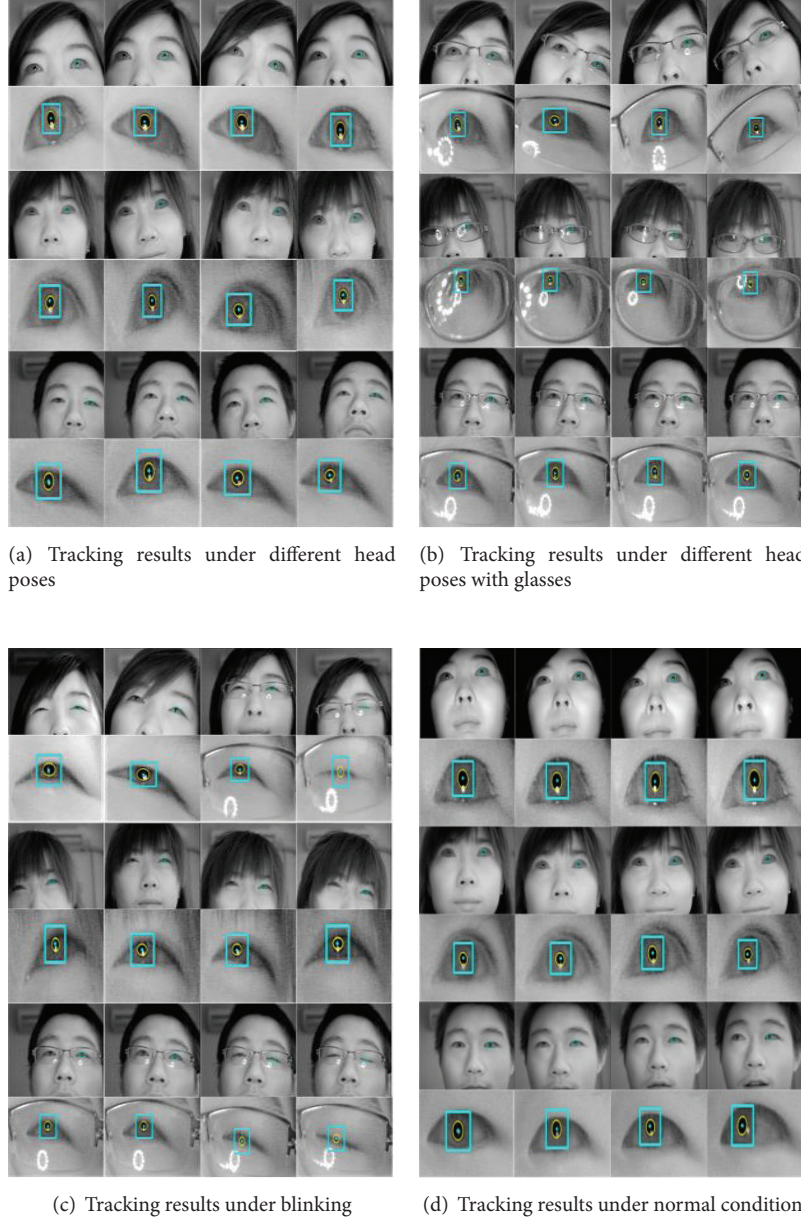 (a) Tracking results under different head
poses
(b) Tracking results under different head
poses with glasses
(c) Tracking results under blinking
(d) Tracking results under normal condition